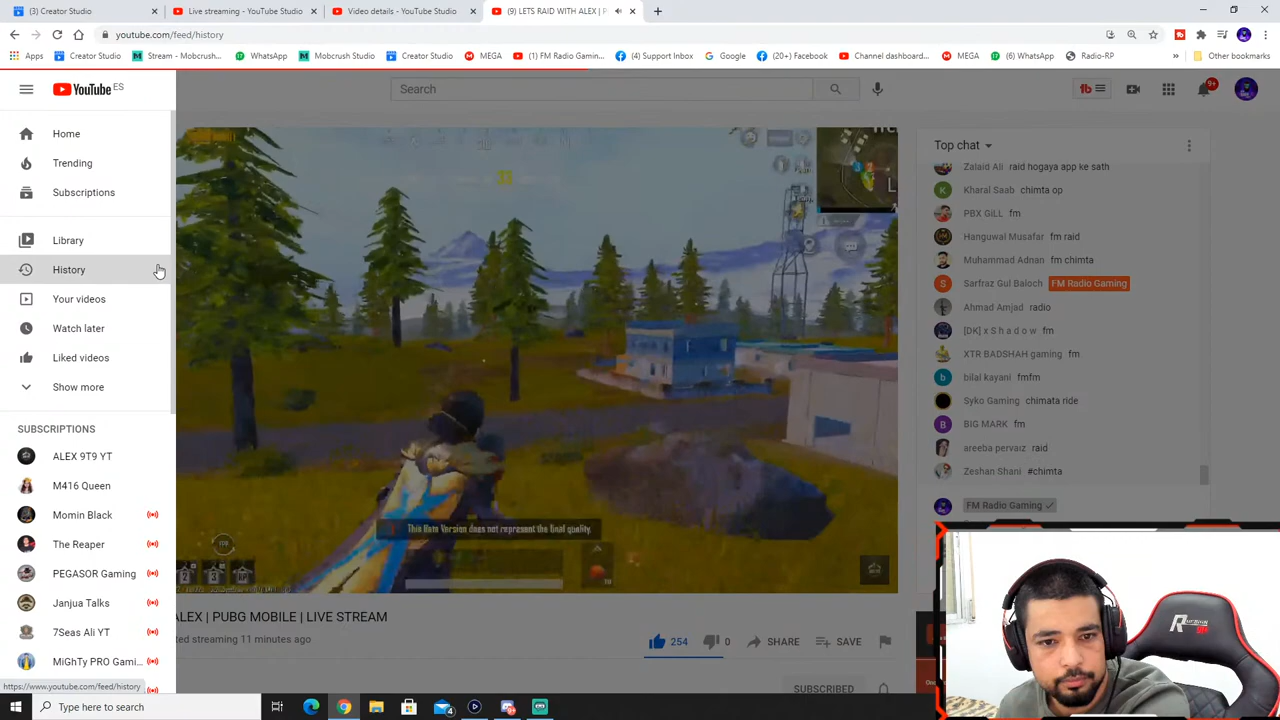 (3) Creator Studio
Live streaming - YouTube Studio
Video details - YouTube Studio
(9) LETS RAID WITH ALEX | P
youtube.com/feed/history
Apps
Creator Studio
Stream - Mobcrush...
(7) WhatsApp
Mobcrush Studio
Creator Studio
MEGA
(1) FM Radio Gaming...
(4) Support Inbox
Google
(20+) Facebook
Channel dashboard...
MEGA
(6) WhatsApp
Radio-RP
»
Other bookmarks
YouTube ES
Search
9+
Home
Trending
Subscriptions
Library
History
Your videos
Watch later
Liked videos
Show more
SUBSCRIPTIONS
ALEX 9T9 YT
M416 Queen
Momin Black
The Reaper
PEGASOR Gaming
Janjua Talks
7Seas Ali YT
MiGhTy PRO Gami...
https://www.youtube.com/feed/history
This Beta Version does not represent the final quality.
ALEX | PUBG MOBILE | LIVE STREAM
ted streaming 11 minutes ago
254
0
SHARE
SAVE
SUBSCRIBED
Top chat
Zalaid Ali raid hogaya app ke sath
Kharal Saab chimta op
PBX GiLL fm
Hanguwal Musafar fm raid
Muhammad Adnan fm chimta
Sarfraz Gul Baloch FM Radio Gaming
Ahmad Amjad radio
[DK] x S h a d o w fm
XTR BADSHAH gaming fm
bilal kayani fmfm
Syko Gaming chimata ride
BIG MARK fm
areeba pervaiz raid
Zeshan Shani #chimta
FM Radio Gaming
Type here to search